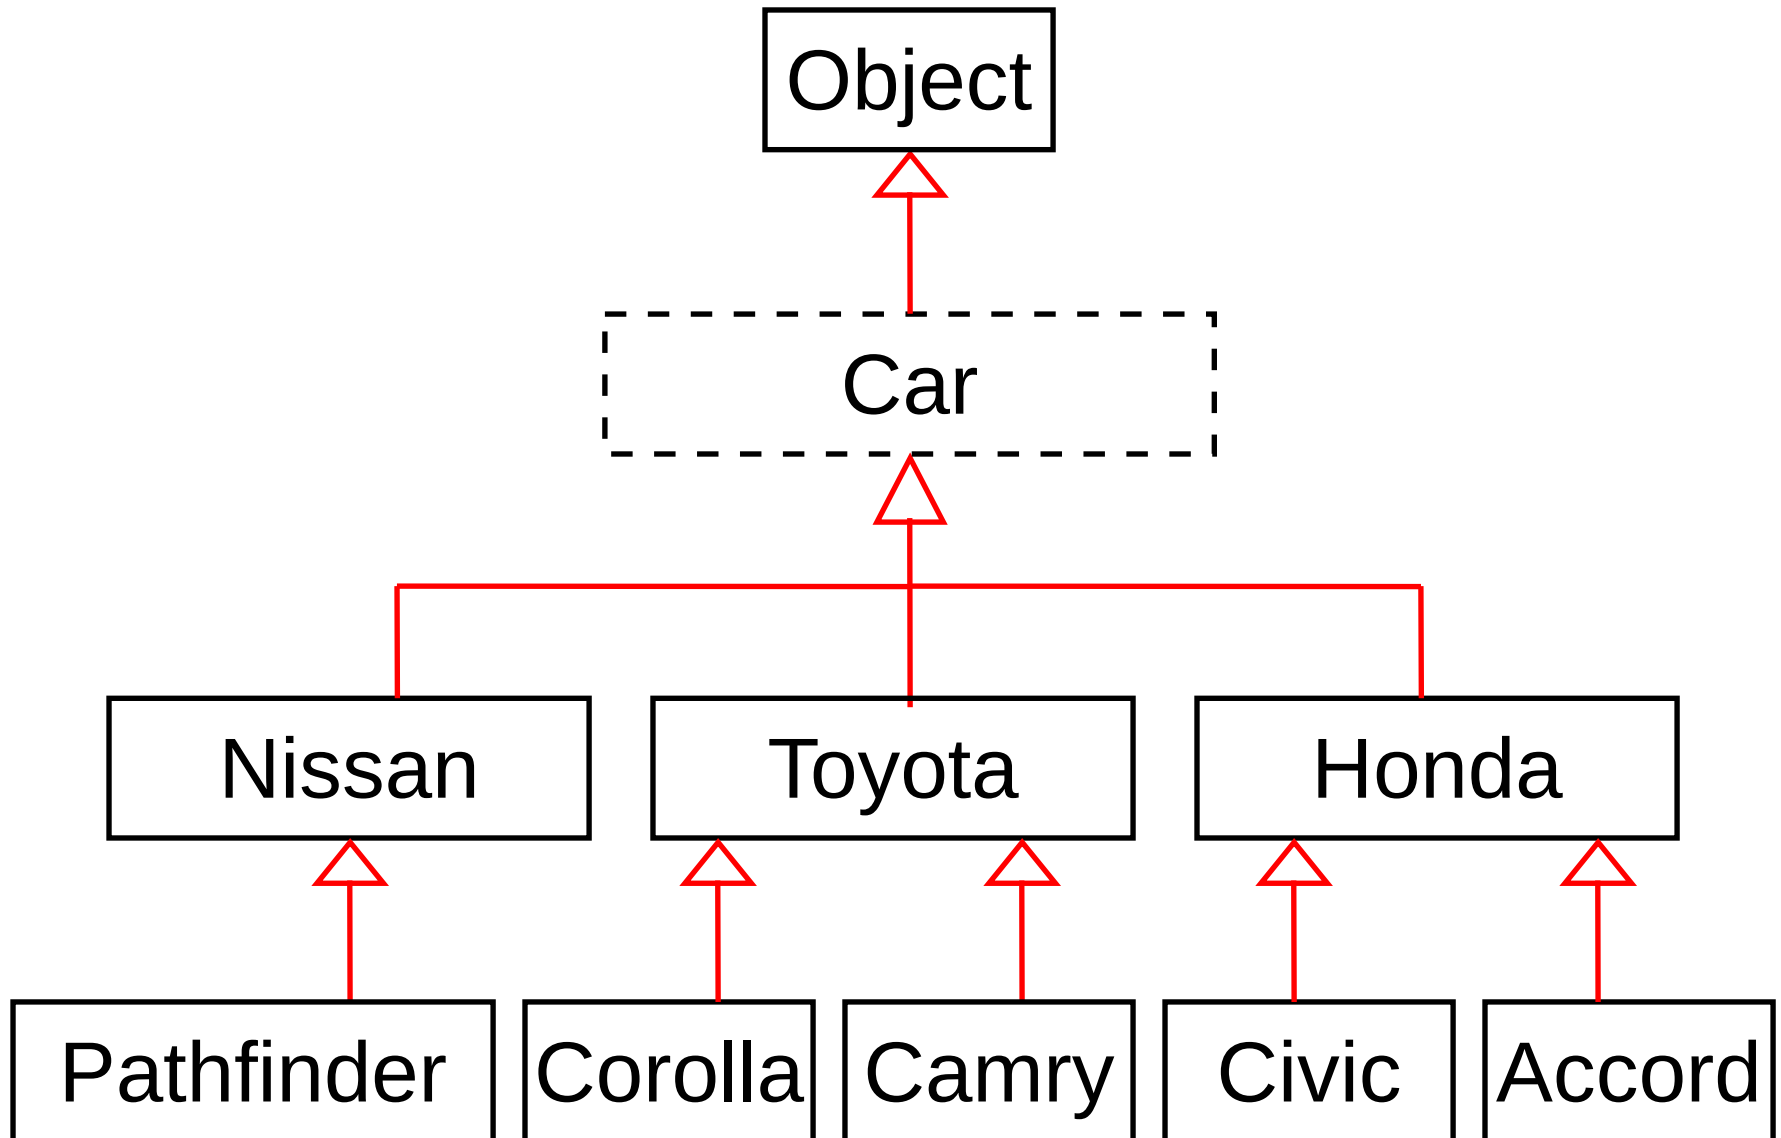 Object
Car
Nissan
Toyota
Honda
Pathfinder
Corolla
Camry
Civic
Accord